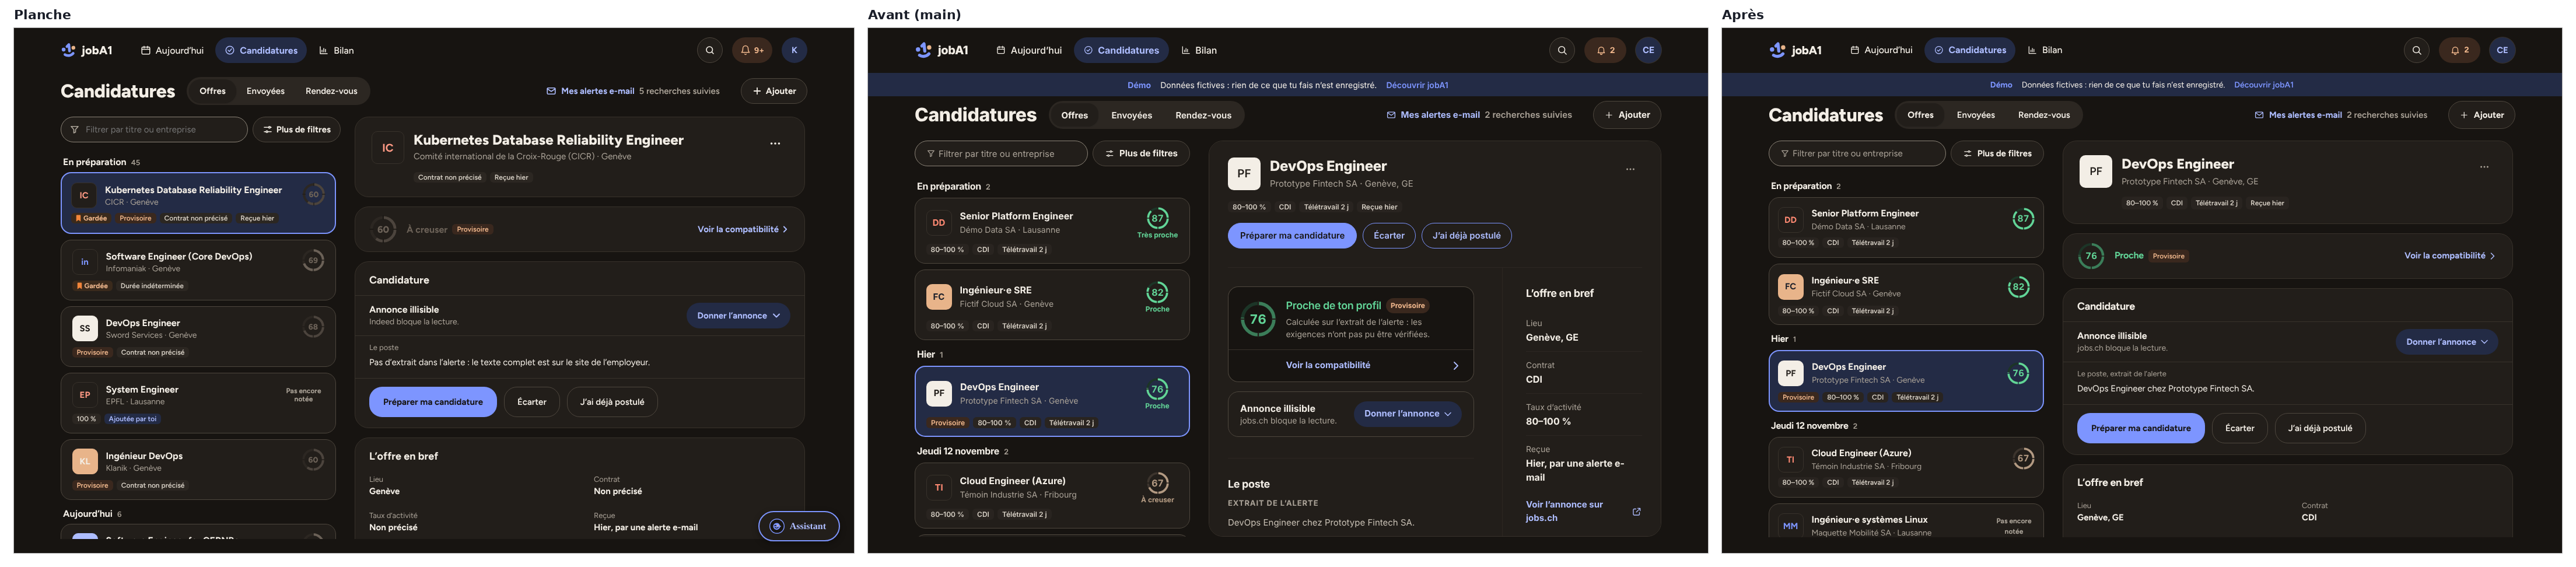 Planche
jobA1
Aujourd'hui
Candidatures
Bilan
9+
K
Candidatures
Offres
Envoyées
Rendez-vous
Mes alertes e-mail 5 recherches suivies
+ Ajouter
Filtrer par titre ou entreprise
Plus de filtres
En préparation 45
IC
Kubernetes Database Reliability Engineer
CICR · Genève
60
Gardée Provisoire Contrat non précisé Reçue hier
in
Software Engineer (Core DevOps)
Infomaniak · Genève
69
Gardée Durée indéterminée
SS
DevOps Engineer
Sword Services · Genève
68
Provisoire Contrat non précisé
EP
System Engineer
EPFL · Lausanne
Pas encore
notée
100 % Ajoutée par toi
KL
Ingénieur DevOps
Klanik · Genève
60
Provisoire Contrat non précisé
Aujourd'hui 6
IC
Kubernetes Database Reliability Engineer
Comité international de la Croix-Rouge (CICR) · Genève
Contrat non précisé Reçue hier
60 À creuser Provisoire
Voir la compatibilité
Candidature
Annonce illisible
Indeed bloque la lecture.
Donner l'annonce
Le poste
Pas d'extrait dans l'alerte : le texte complet est sur le site de l'employeur.
Préparer ma candidature
Écarter
J'ai déjà postulé
L'offre en bref
Lieu
Genève
Contrat
Non précisé
Taux d'activité
Non précisé
Reçue
Hier, par une alerte e-mail
Assistant
Avant (main)
jobA1
Aujourd'hui
Candidatures
Bilan
2
CE
Démo Données fictives : rien de ce que tu fais n'est enregistré. Découvrir jobA1
Candidatures
Offres
Envoyées
Rendez-vous
Mes alertes e-mail 2 recherches suivies
+ Ajouter
Filtrer par titre ou entreprise
Plus de filtres
En préparation 2
DD
Senior Platform Engineer
Démo Data SA · Lausanne
87
Très proche
80–100 % CDI Télétravail 2 j
FC
Ingénieur·e SRE
Fictif Cloud SA · Genève
82
Proche
80–100 % CDI Télétravail 2 j
Hier 1
PF
DevOps Engineer
Prototype Fintech SA · Genève
76
Proche
Provisoire 80–100 % CDI Télétravail 2 j
Jeudi 12 novembre 2
TI
Cloud Engineer (Azure)
Témoin Industrie SA · Fribourg
67
À creuser
80–100 % CDI Télétravail 2 j
PF
DevOps Engineer
Prototype Fintech SA · Genève, GE
80–100 % CDI Télétravail 2 j Reçue hier
Préparer ma candidature
Écarter
J'ai déjà postulé
76
Proche de ton profil Provisoire
Calculée sur l'extrait de l'alerte : les
exigences n'ont pas pu être vérifiées.
Voir la compatibilité
Annonce illisible
jobs.ch bloque la lecture.
Donner l'annonce
Le poste
EXTRAIT DE L'ALERTE
DevOps Engineer chez Prototype Fintech SA.
L'offre en bref
Lieu
Genève, GE
Contrat
CDI
Taux d'activité
80–100 %
Reçue
Hier, par une alerte e-
mail
Voir l'annonce sur
jobs.ch
Après
jobA1
Aujourd'hui
Candidatures
Bilan
2
CE
Démo Données fictives : rien de ce que tu fais n'est enregistré. Découvrir jobA1
Candidatures
Offres
Envoyées
Rendez-vous
Mes alertes e-mail 2 recherches suivies
+ Ajouter
Filtrer par titre ou entreprise
Plus de filtres
En préparation 2
DD
Senior Platform Engineer
Démo Data SA · Lausanne
87
80–100 % CDI Télétravail 2 j
FC
Ingénieur·e SRE
Fictif Cloud SA · Genève
82
80–100 % CDI Télétravail 2 j
Hier 1
PF
DevOps Engineer
Prototype Fintech SA · Genève
76
Provisoire 80–100 % CDI Télétravail 2 j
Jeudi 12 novembre 2
TI
Cloud Engineer (Azure)
Témoin Industrie SA · Fribourg
67
80–100 % CDI Télétravail 2 j
MM
Ingénieur·e systèmes Linux
Maquette Mobilité SA · Lausanne
Pas encore
notée
PF
DevOps Engineer
Prototype Fintech SA · Genève, GE
80–100 % CDI Télétravail 2 j Reçue hier
76 Proche Provisoire
Voir la compatibilité
Candidature
Annonce illisible
jobs.ch bloque la lecture.
Donner l'annonce
Le poste, extrait de l'alerte
DevOps Engineer chez Prototype Fintech SA.
Préparer ma candidature
Écarter
J'ai déjà postulé
L'offre en bref
Lieu
Genève, GE
Contrat
CDI